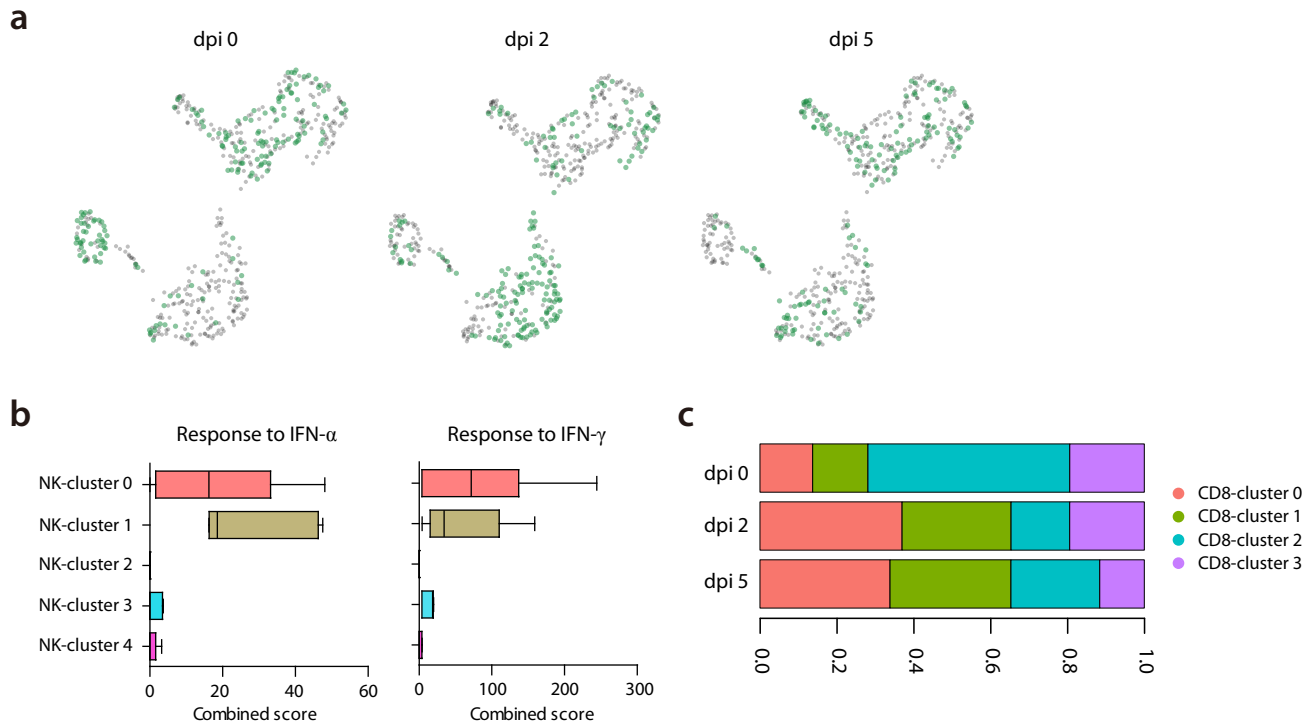 a
dpi 0
dpi 2
dpi 5
b
Response to IFN-α
Response to IFN-γ
NK-cluster 0
NK-cluster 1
NK-cluster 2
NK-cluster 3
NK-cluster 4
0
20
40
60
Combined score
0
100
200
300
Combined score
c
dpi 0
dpi 2
dpi 5
0.0
0.2
0.4
0.6
0.8
1.0
CD8-cluster 0
CD8-cluster 1
CD8-cluster 2
CD8-cluster 3